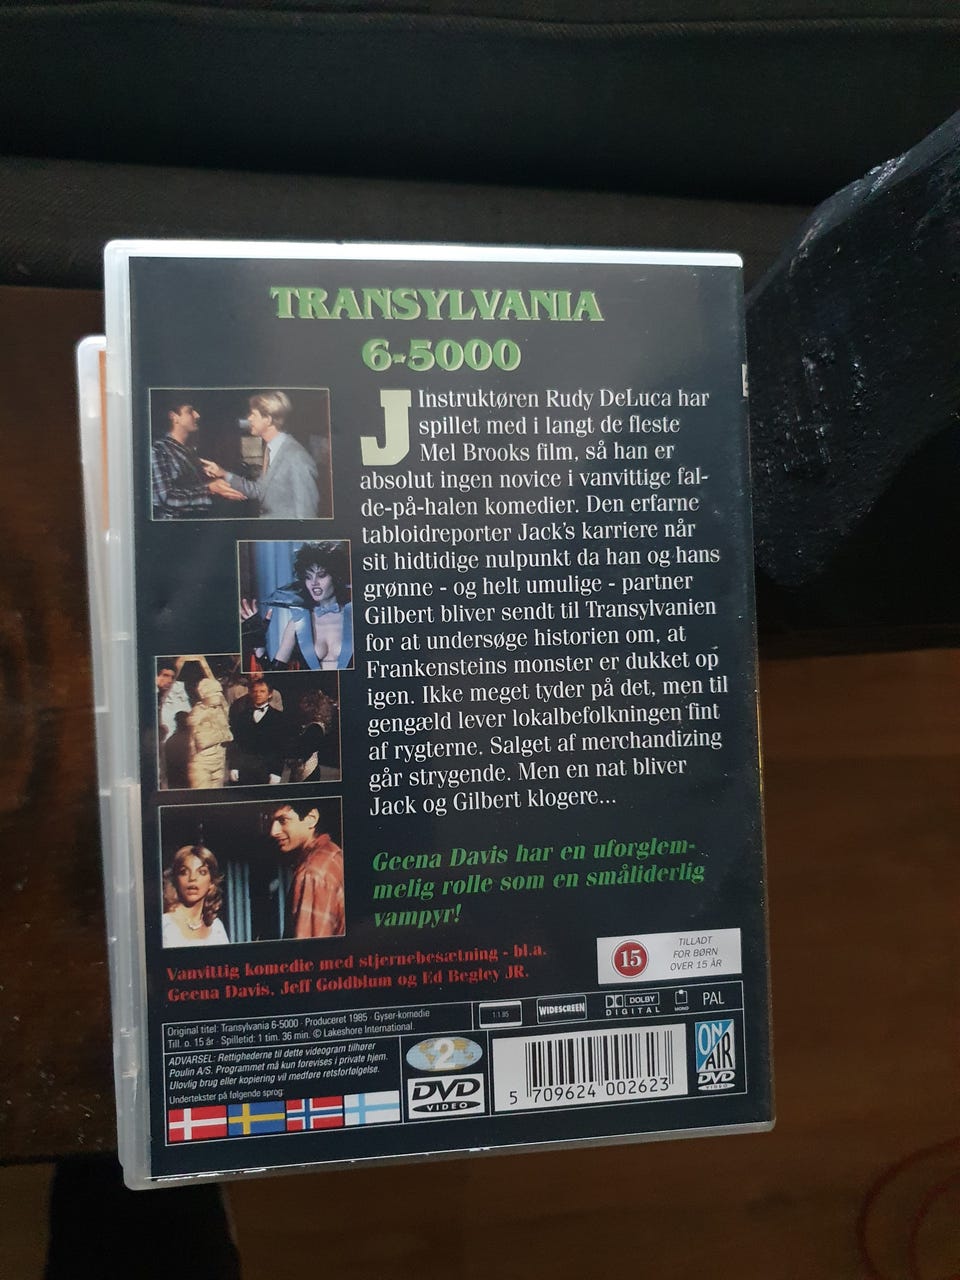 TRANSYLVANIA
6-5000
J Instruktøren Rudy DeLuca har
spillet med i langt de fleste
Mel Brooks film, så han er
absolut ingen novice i vanvittige fal-
de-på-halen komedier. Den erfarne
tabloidreporter Jack's karriere når
sit hidtidige nulpunkt da han og hans
grønne - og helt umulige - partner
Gilbert bliver sendt til Transylvanien
for at undersøge historien om, at
Frankensteins monster er dukket op
igen. Ikke meget tyder på det, men til
gengæld lever lokalbefolkningen fint
af rygterne. Salget af merchandizing
går strygende. Men en nat bliver
Jack og Gilbert klogere...
Geena Davis har en uforglem-
melig rolle som en småliderlig
vampyr!
Vanvittig komedie med stjernebesætning - bl.a.
Geena Davis, Jeff Goldblum og Ed Begley JR.
15
TILLADT
FOR BØRN
OVER 15 ÅR
Original titel: Transylvania 6-5000 · Produceret 1985 · Gyser-komedie
Till. o. 15 år · Spilletid: 1 tim. 36 min. © Lakeshore International.
1:1.85
WIDESCREEN
DOLBY
DIGITAL
MONO
PAL
ADVARSEL: Rettighederne til dette videogram tilhører
Poulin A/S. Programmet må kun forevises i private hjem.
Ulovlig brug eller kopiering vil medføre retsforfølgelse.
Undertekster på følgende sprog:
2
DVD
VIDEO
5 709624 002623
ON
AIR
DVD
VIDEO